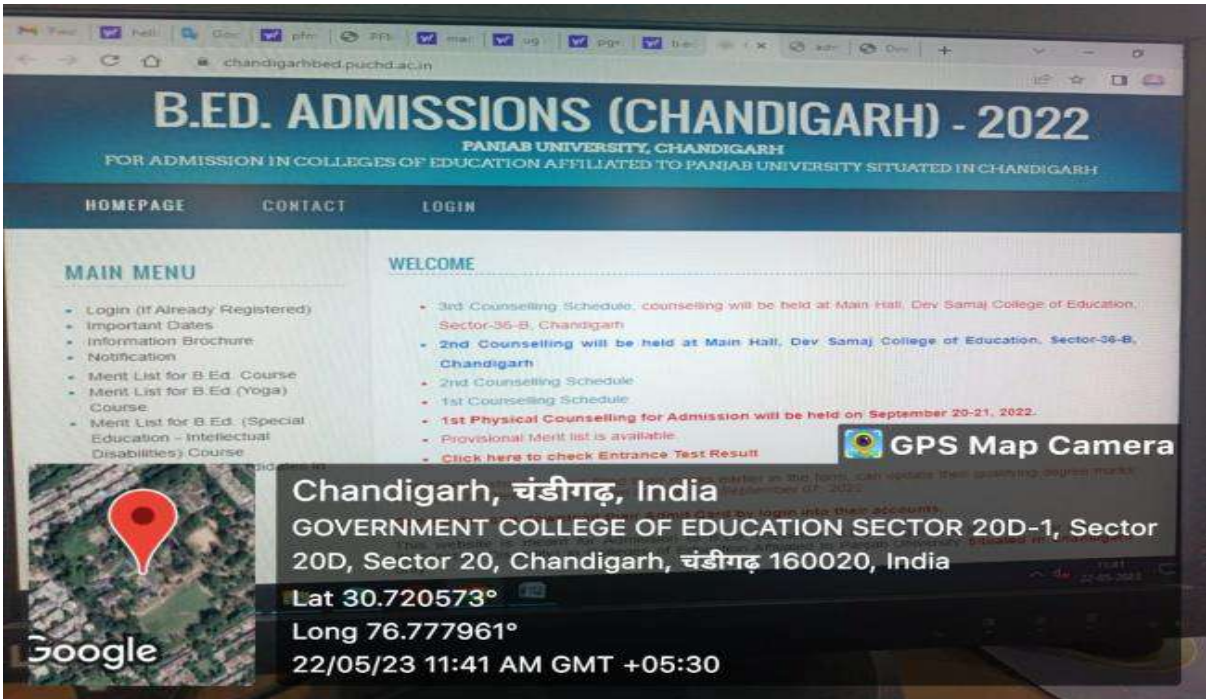 chandigarhbed.puchd.ac.in
B.ED. ADMISSIONS (CHANDIGARH) - 2022
PANJAB UNIVERSITY, CHANDIGARH
FOR ADMISSION IN COLLEGES OF EDUCATION AFFILIATED TO PANJAB UNIVERSITY SITUATED IN CHANDIGARH
HOMEPAGE CONTACT LOGIN
MAIN MENU
Login (If Already Registered)
Important Dates
Information Brochure
Notification
Merit List for B.Ed. Course
Merit List for B.Ed.(Yoga)
Course
Merit List for B.Ed. (Special
Education - Intellectual
Disabilities) Course
WELCOME
3rd Counselling Schedule, counselling will be held at Main Hall, Dev Samaj College of Education,
Sector-36-B, Chandigarh
2nd Counselling will be held at Main Hall, Dev Samaj College of Education, Sector-36-B,
Chandigarh
2nd Counselling Schedule
1st Counselling Schedule
1st Physical Counselling for Admission will be held on September 20-21, 2022.
Provisional Merit list is available.
Click here to check Entrance Test Result
GPS Map Camera
Chandigarh, चंडीगढ़, India
GOVERNMENT COLLEGE OF EDUCATION SECTOR 20D-1, Sector
20D, Sector 20, Chandigarh, चंडीगढ़ 160020, India
Lat 30.720573°
Long 76.777961°
22/05/23 11:41 AM GMT +05:30
Google
11:41
22-05-2023